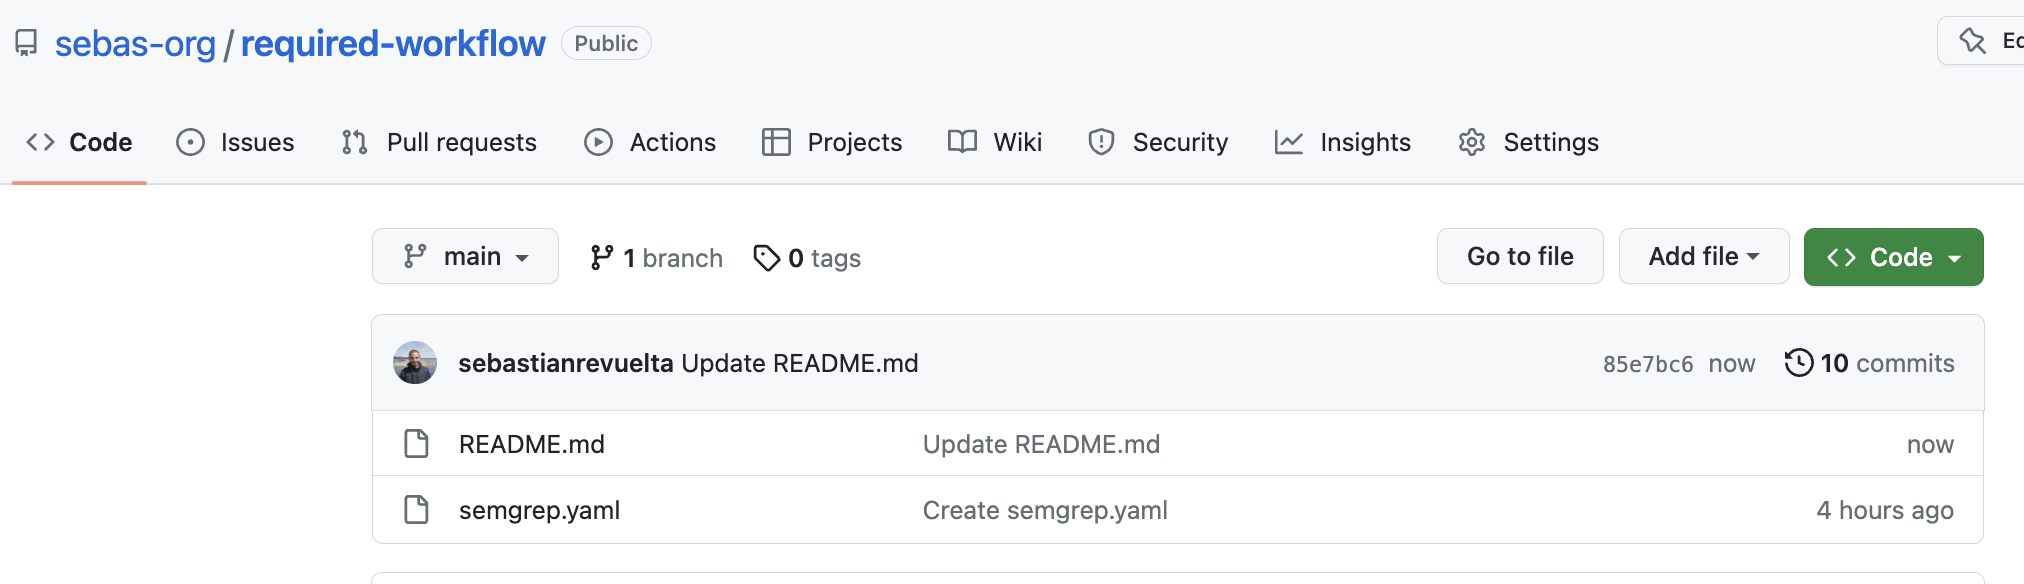 sebas-org / required-workflow Public
Code Issues Pull requests Actions Projects Wiki Security Insights Settings
main 1 branch 0 tags Go to file Add file Code
sebastianrevuelta Update README.md 85e7bc6 now 10 commits
README.md Update README.md now
semgrep.yaml Create semgrep.yaml 4 hours ago